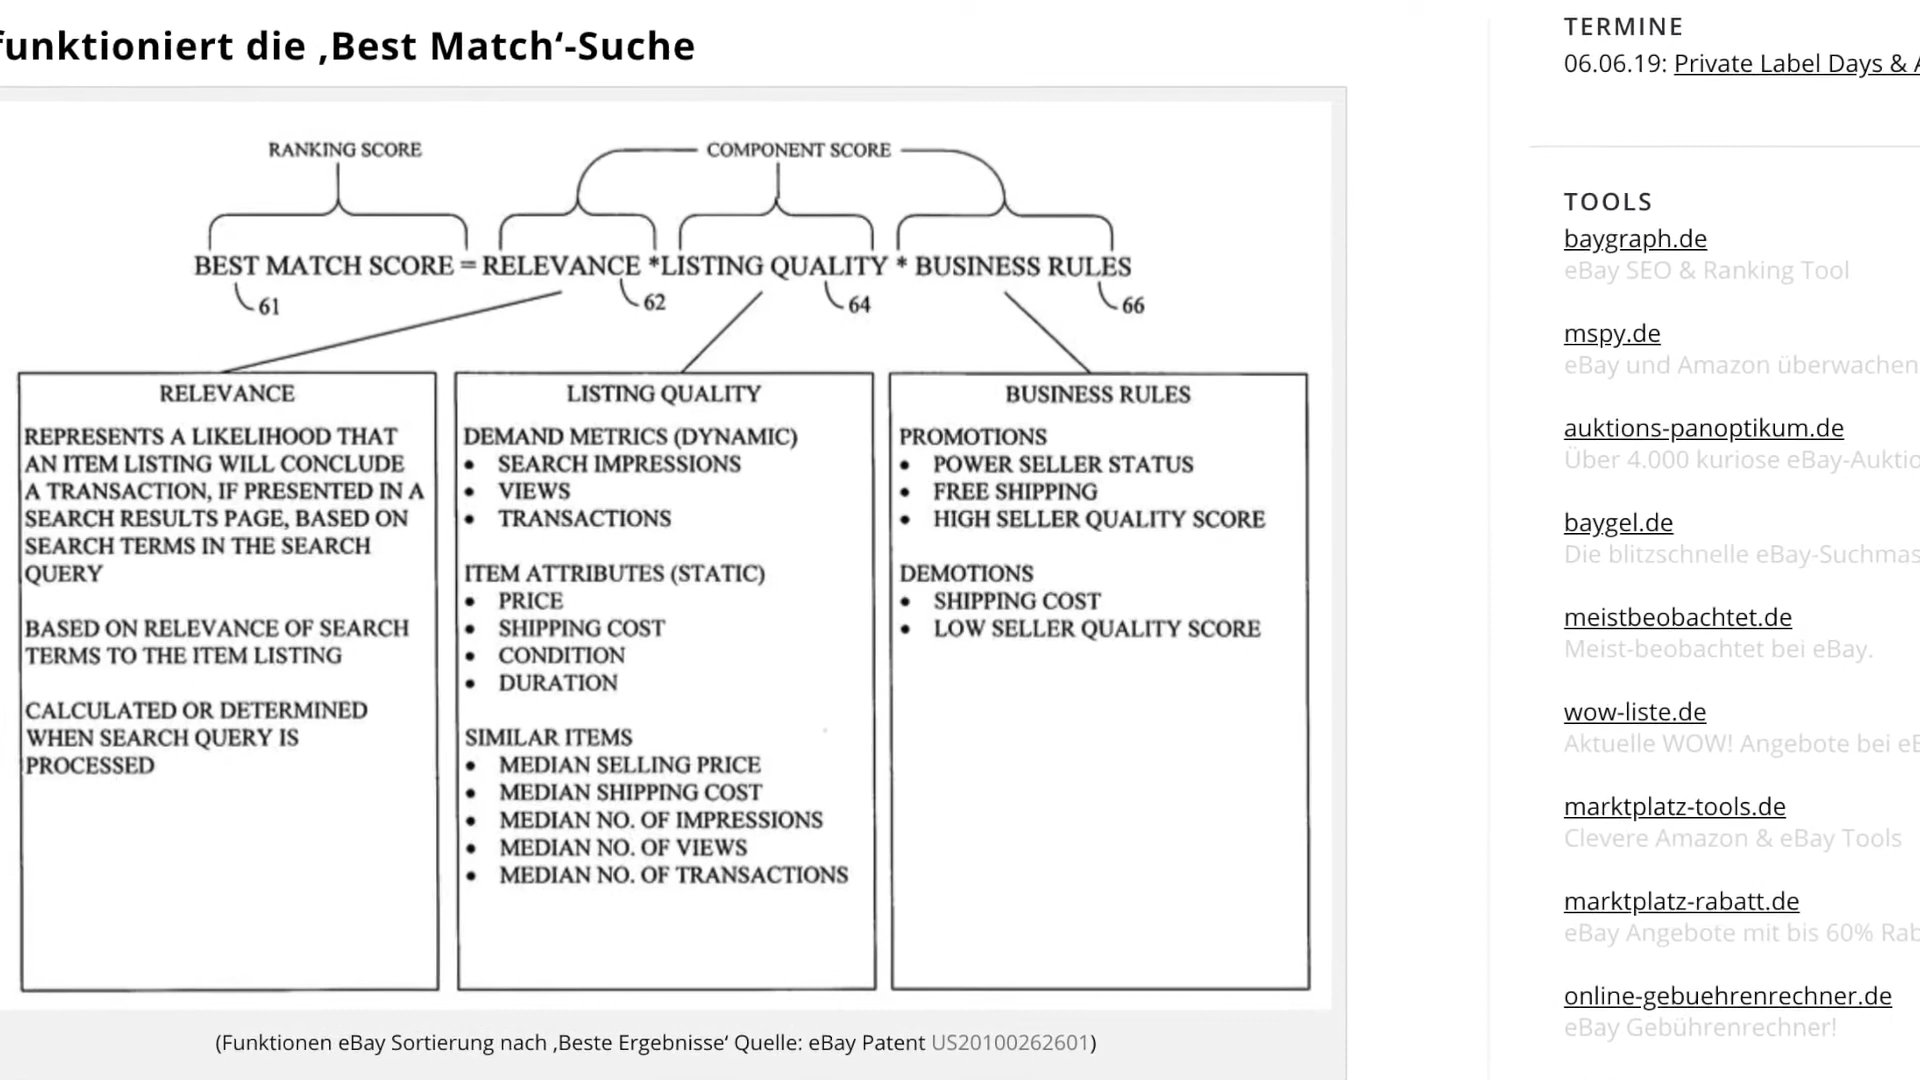 funktioniert die ‚Best Match‘-Suche
RANKING SCORE
COMPONENT SCORE
BEST MATCH SCORE = RELEVANCE *LISTING QUALITY * BUSINESS RULES
61
62
64
66
RELEVANCE
REPRESENTS A LIKELIHOOD THAT
AN ITEM LISTING WILL CONCLUDE
A TRANSACTION, IF PRESENTED IN A
SEARCH RESULTS PAGE, BASED ON
SEARCH TERMS IN THE SEARCH
QUERY
BASED ON RELEVANCE OF SEARCH
TERMS TO THE ITEM LISTING
CALCULATED OR DETERMINED
WHEN SEARCH QUERY IS
PROCESSED
LISTING QUALITY
DEMAND METRICS (DYNAMIC)
• SEARCH IMPRESSIONS
• VIEWS
• TRANSACTIONS
ITEM ATTRIBUTES (STATIC)
• PRICE
• SHIPPING COST
• CONDITION
• DURATION
SIMILAR ITEMS
• MEDIAN SELLING PRICE
• MEDIAN SHIPPING COST
• MEDIAN NO. OF IMPRESSIONS
• MEDIAN NO. OF VIEWS
• MEDIAN NO. OF TRANSACTIONS
BUSINESS RULES
PROMOTIONS
• POWER SELLER STATUS
• FREE SHIPPING
• HIGH SELLER QUALITY SCORE
DEMOTIONS
• SHIPPING COST
• LOW SELLER QUALITY SCORE
(Funktionen eBay Sortierung nach ‚Beste Ergebnisse‘ Quelle: eBay Patent US20100262601)
TERMINE
06.06.19: Private Label Days &
TOOLS
baygraph.de
eBay SEO & Ranking Tool
mspy.de
eBay und Amazon überwachen
auktions-panoptikum.de
Über 4.000 kuriose eBay-Auktio
baygel.de
Die blitzschnelle eBay-Suchmas
meistbeobachtet.de
Meist-beobachtet bei eBay.
wow-liste.de
Aktuelle WOW! Angebote bei eB
marktplatz-tools.de
Clevere Amazon & eBay Tools
marktplatz-rabatt.de
eBay Angebote mit bis 60% Rab
online-gebuehrenrechner.de
eBay Gebührenrechner!